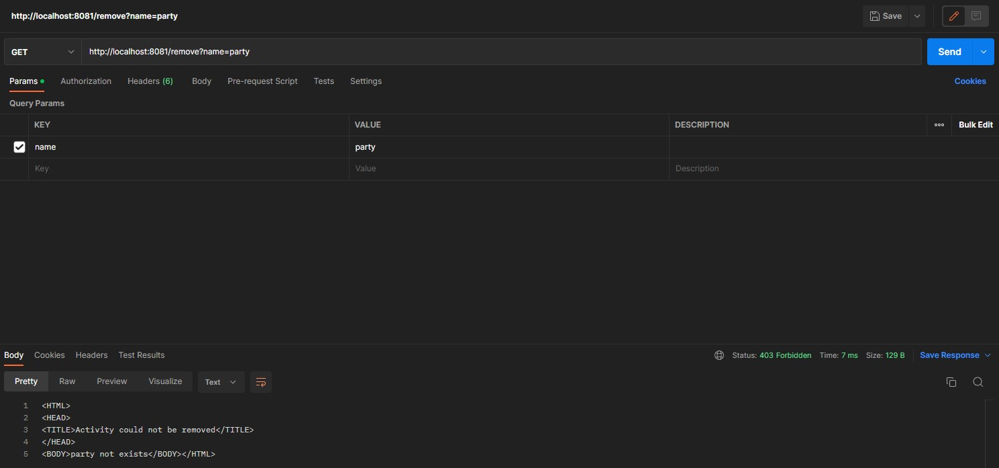 http://localhost:8081/remove?name=party Save
GET http://localhost:8081/remove?name=party Send
Params Authorization Headers (6) Body Pre-request Script Tests Settings Cookies
Query Params
KEY VALUE DESCRIPTION Bulk Edit
name party
Key Value Description
Body Cookies Headers Test Results Status: 403 Forbidden Time: 7 ms Size: 129 B Save Response
Pretty Raw Preview Visualize Text
1 <HTML>
2 <HEAD>
3 <TITLE>Activity could not be removed</TITLE>
4 </HEAD>
5 <BODY>party not exists</BODY></HTML>